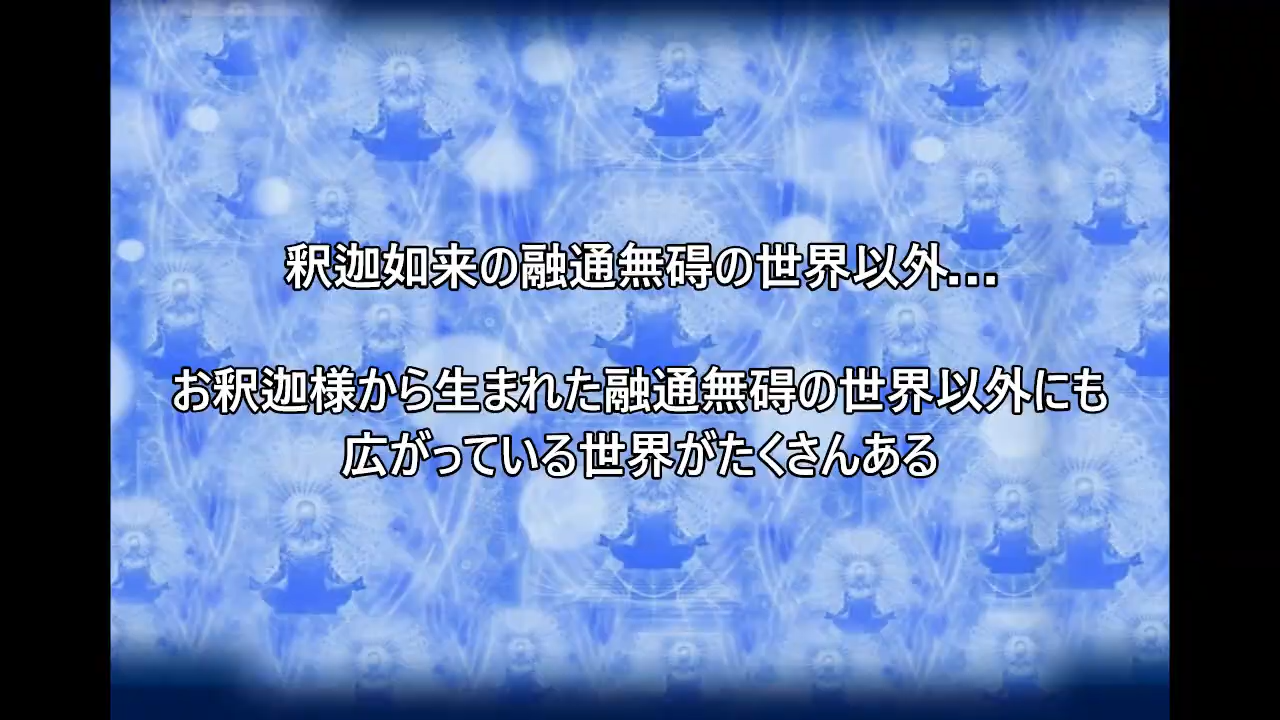 釈迦如来の融通無碍の世界以外…
お釈迦様から生まれた融通無碍の世界以外にも
広がっている世界がたくさんある